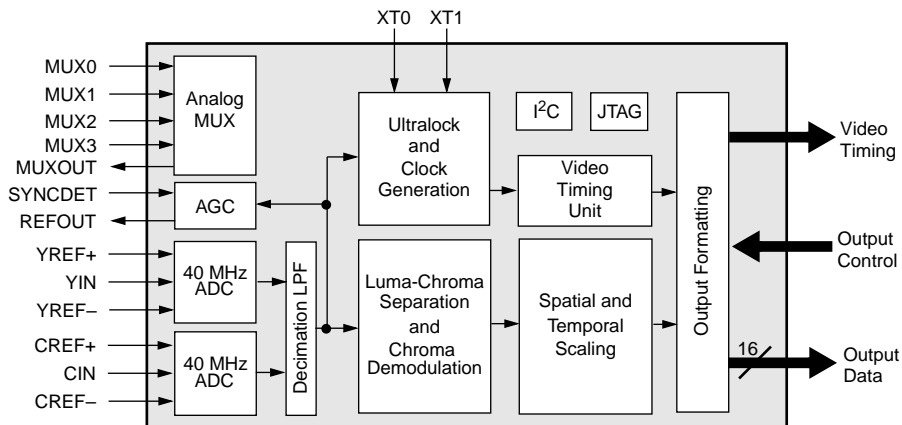 XT0 XT1
MUX0
MUX1
MUX2
MUX3
MUXOUT
SYNCDET
REFOUT
YREF+
YIN
YREF–
CREF+
CIN
CREF–
Analog
MUX
AGC
40 MHz
ADC
40 MHz
ADC
Decimation LPF
Ultralock
and
Clock
Generation
Luma-Chroma
Separation
and
Chroma
Demodulation
I²C
JTAG
Video
Timing
Unit
Spatial and
Temporal
Scaling
Output Formatting
Video
Timing
Output
Control
16
Output
Data